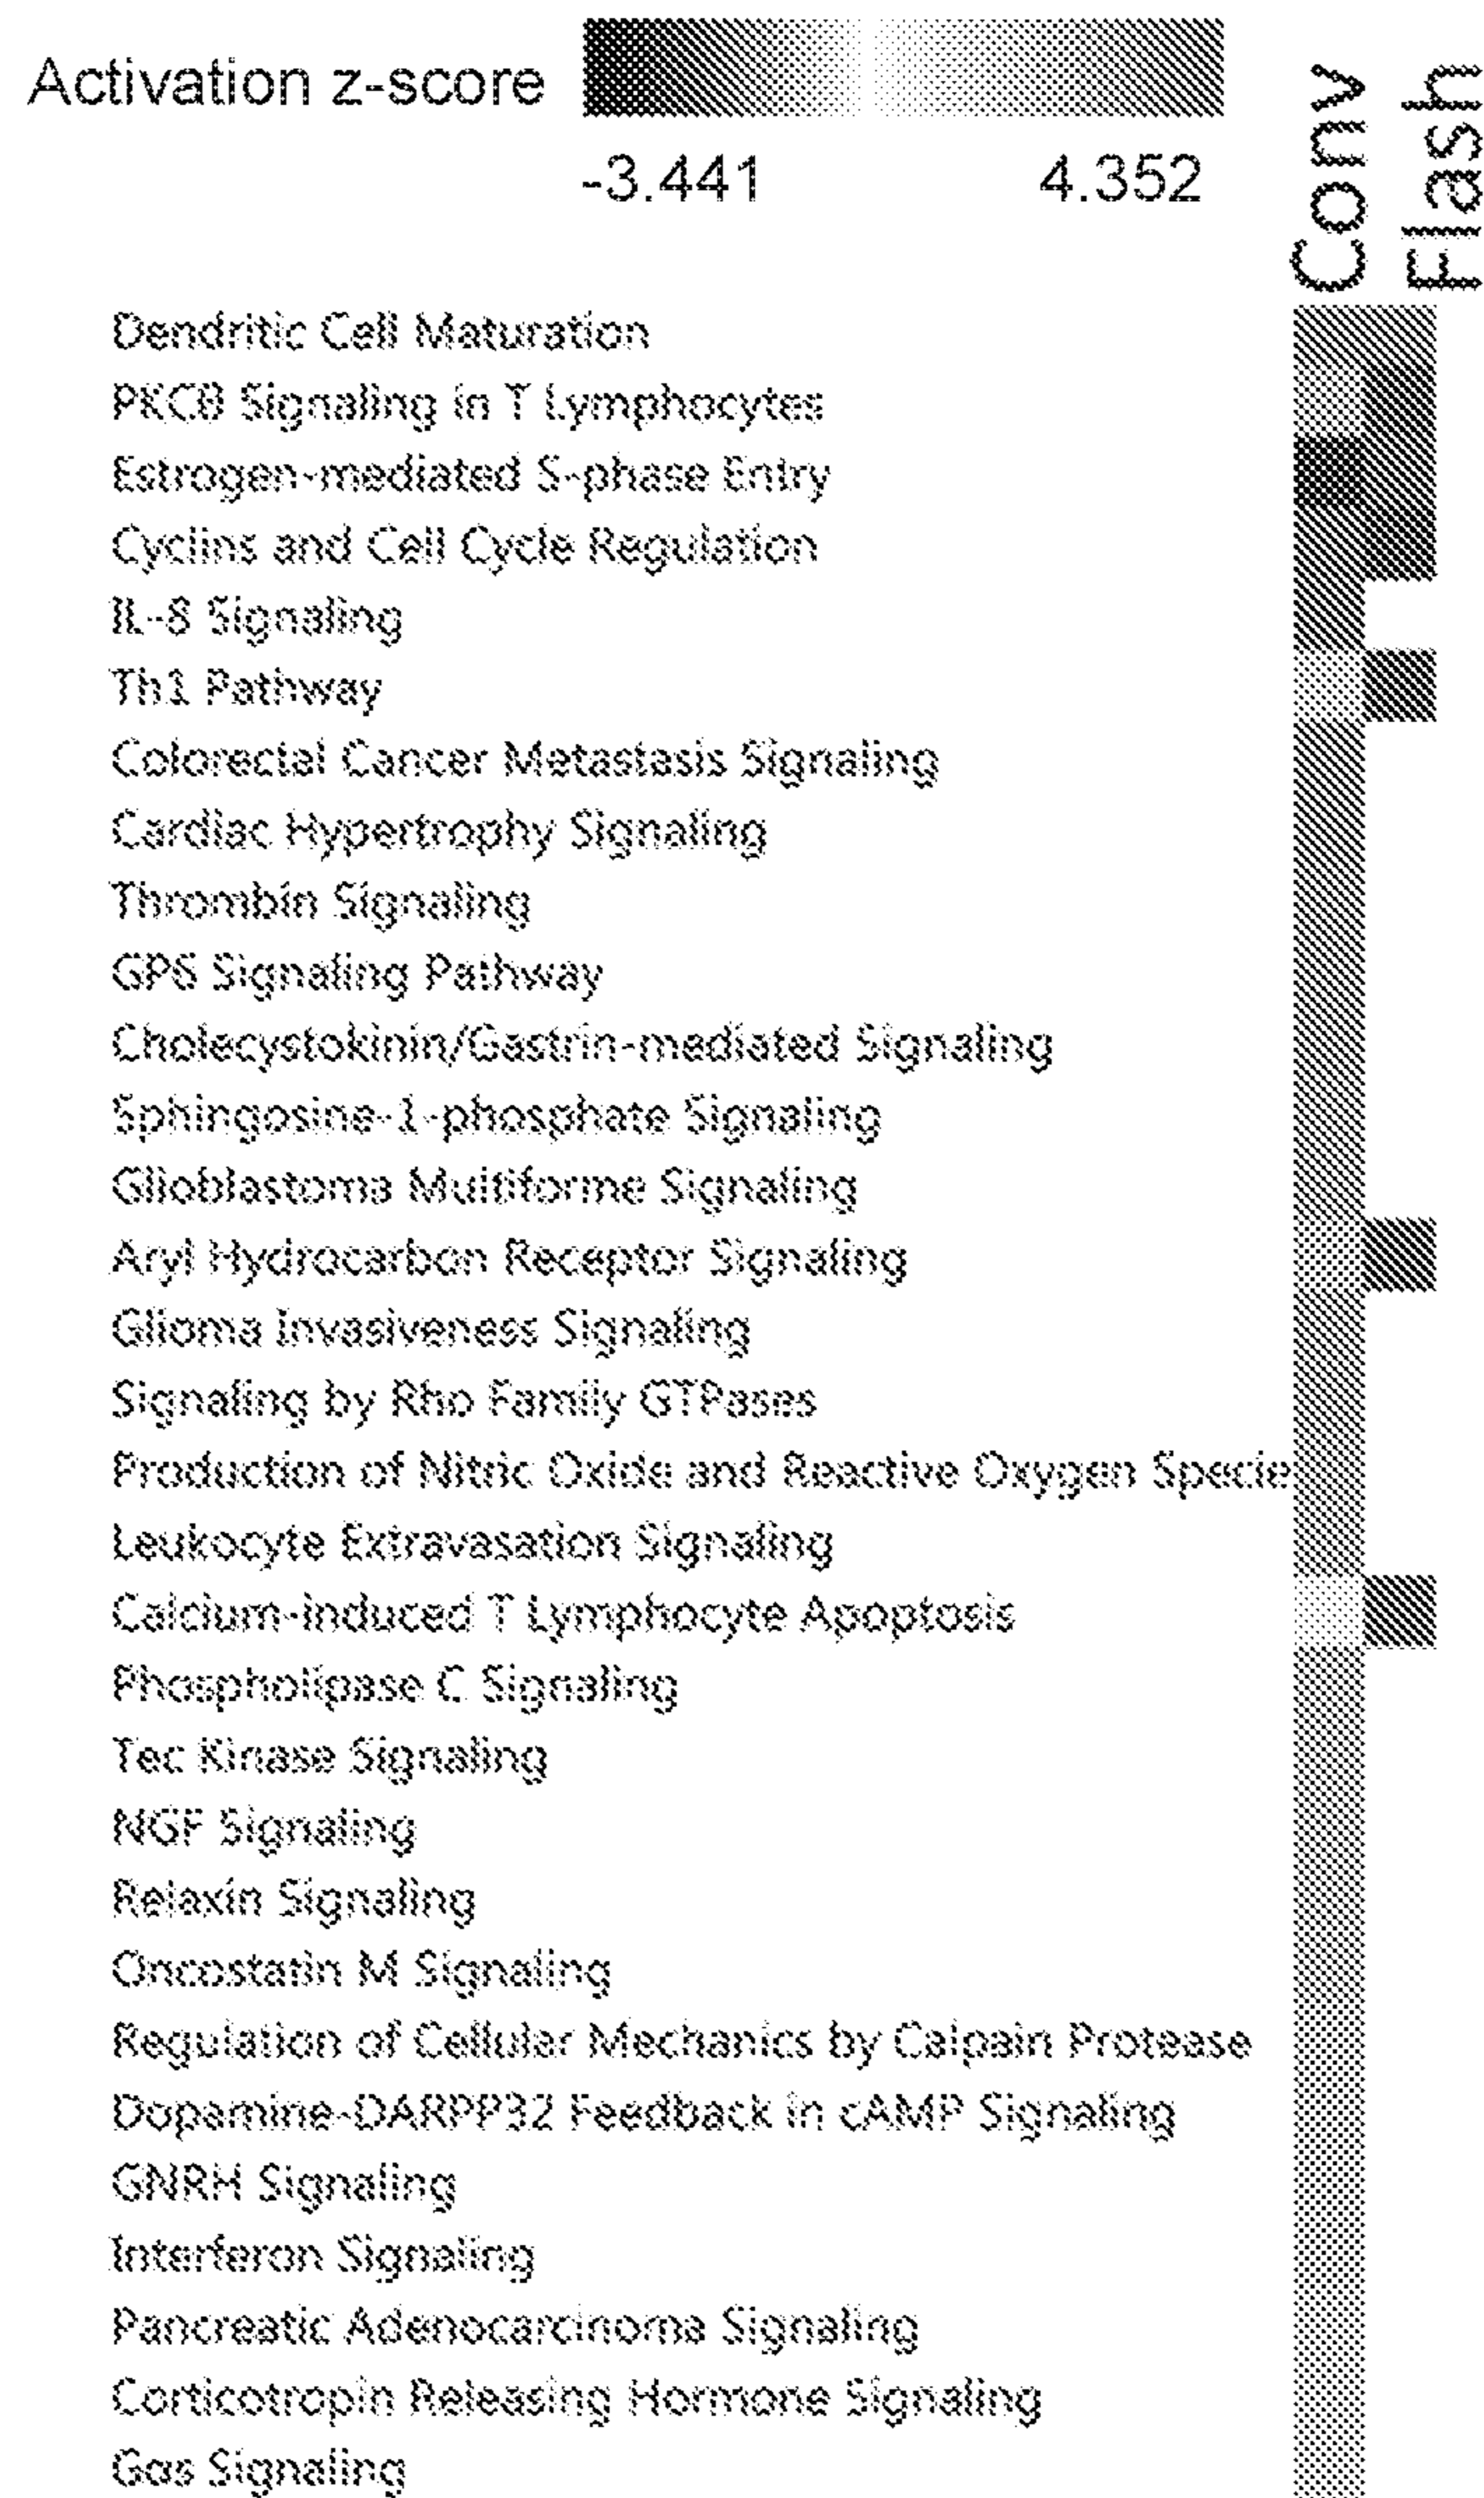 Activation z-score
-3.441 4.352
Conv
Flash
Dendritic Cell Maturation
PKCθ Signaling in T Lymphocytes
Estrogen-mediated S-phase Entry
Cyclins and Cell Cycle Regulation
IL-8 Signaling
Th1 Pathway
Colorectal Cancer Metastasis Signaling
Cardiac Hypertrophy Signaling
Thrombin Signaling
GP6 Signaling Pathway
Cholecystokinin/Gastrin-mediated Signaling
Sphingosine-1-phosphate Signaling
Glioblastoma Multiforme Signaling
Aryl Hydrocarbon Receptor Signaling
Glioma Invasiveness Signaling
Signaling by Rho Family GTPases
Production of Nitric Oxide and Reactive Oxygen Specie
Leukocyte Extravasation Signaling
Calcium-induced T Lymphocyte Apoptosis
Phospholipase C Signaling
Tec Kinase Signaling
NGF Signaling
Relaxin Signaling
Oncostatin M Signaling
Regulation of Cellular Mechanics by Calpain Protease
Dopamine-DARPP32 Feedback in cAMP Signaling
GNRH Signaling
Interferon Signaling
Pancreatic Adenocarcinoma Signaling
Corticotropin Releasing Hormone Signaling
Gαs Signaling